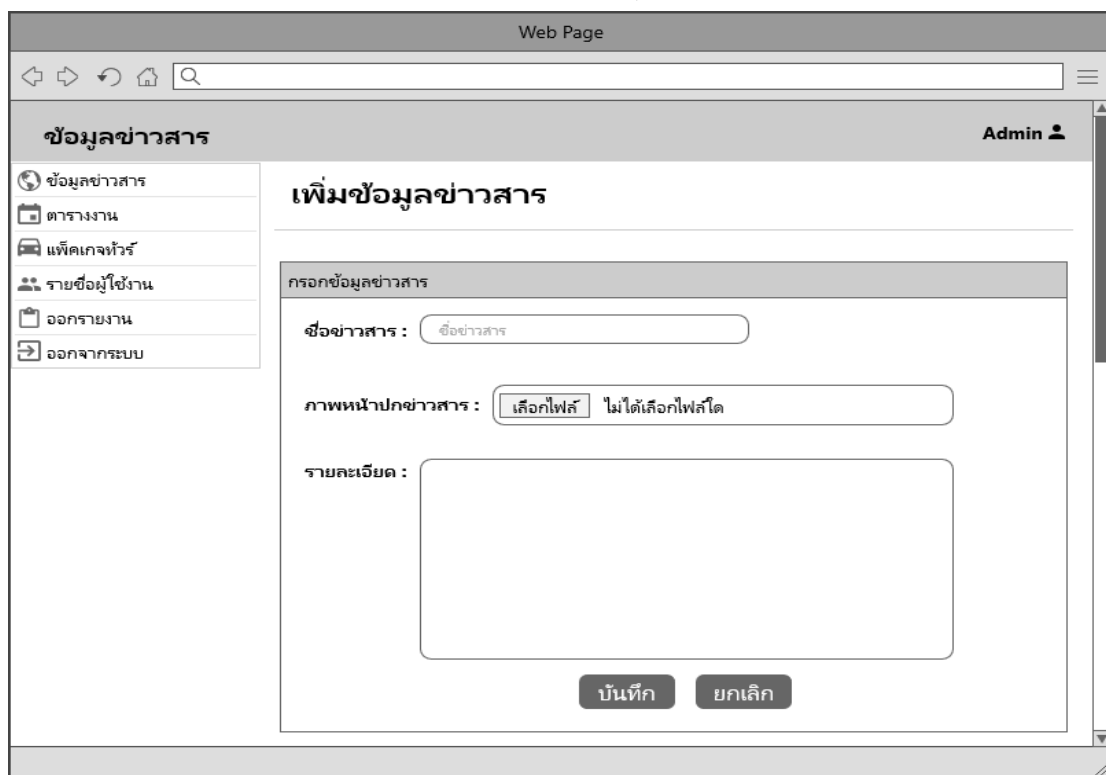 Web Page
ข้อมูลข่าวสาร
Admin
ข้อมูลข่าวสาร
ตารางงาน
แพ็คเกจทัวร์
รายชื่อผู้ใช้งาน
ออกรายงาน
ออกจากระบบ
เพิ่มข้อมูลข่าวสาร
กรอกข้อมูลข่าวสาร
ชื่อข่าวสาร : ชื่อข่าวสาร
ภาพหน้าปกข่าวสาร : เลือกไฟล์ ไม่ได้เลือกไฟล์ใด
รายละเอียด :
บันทึก ยกเลิก